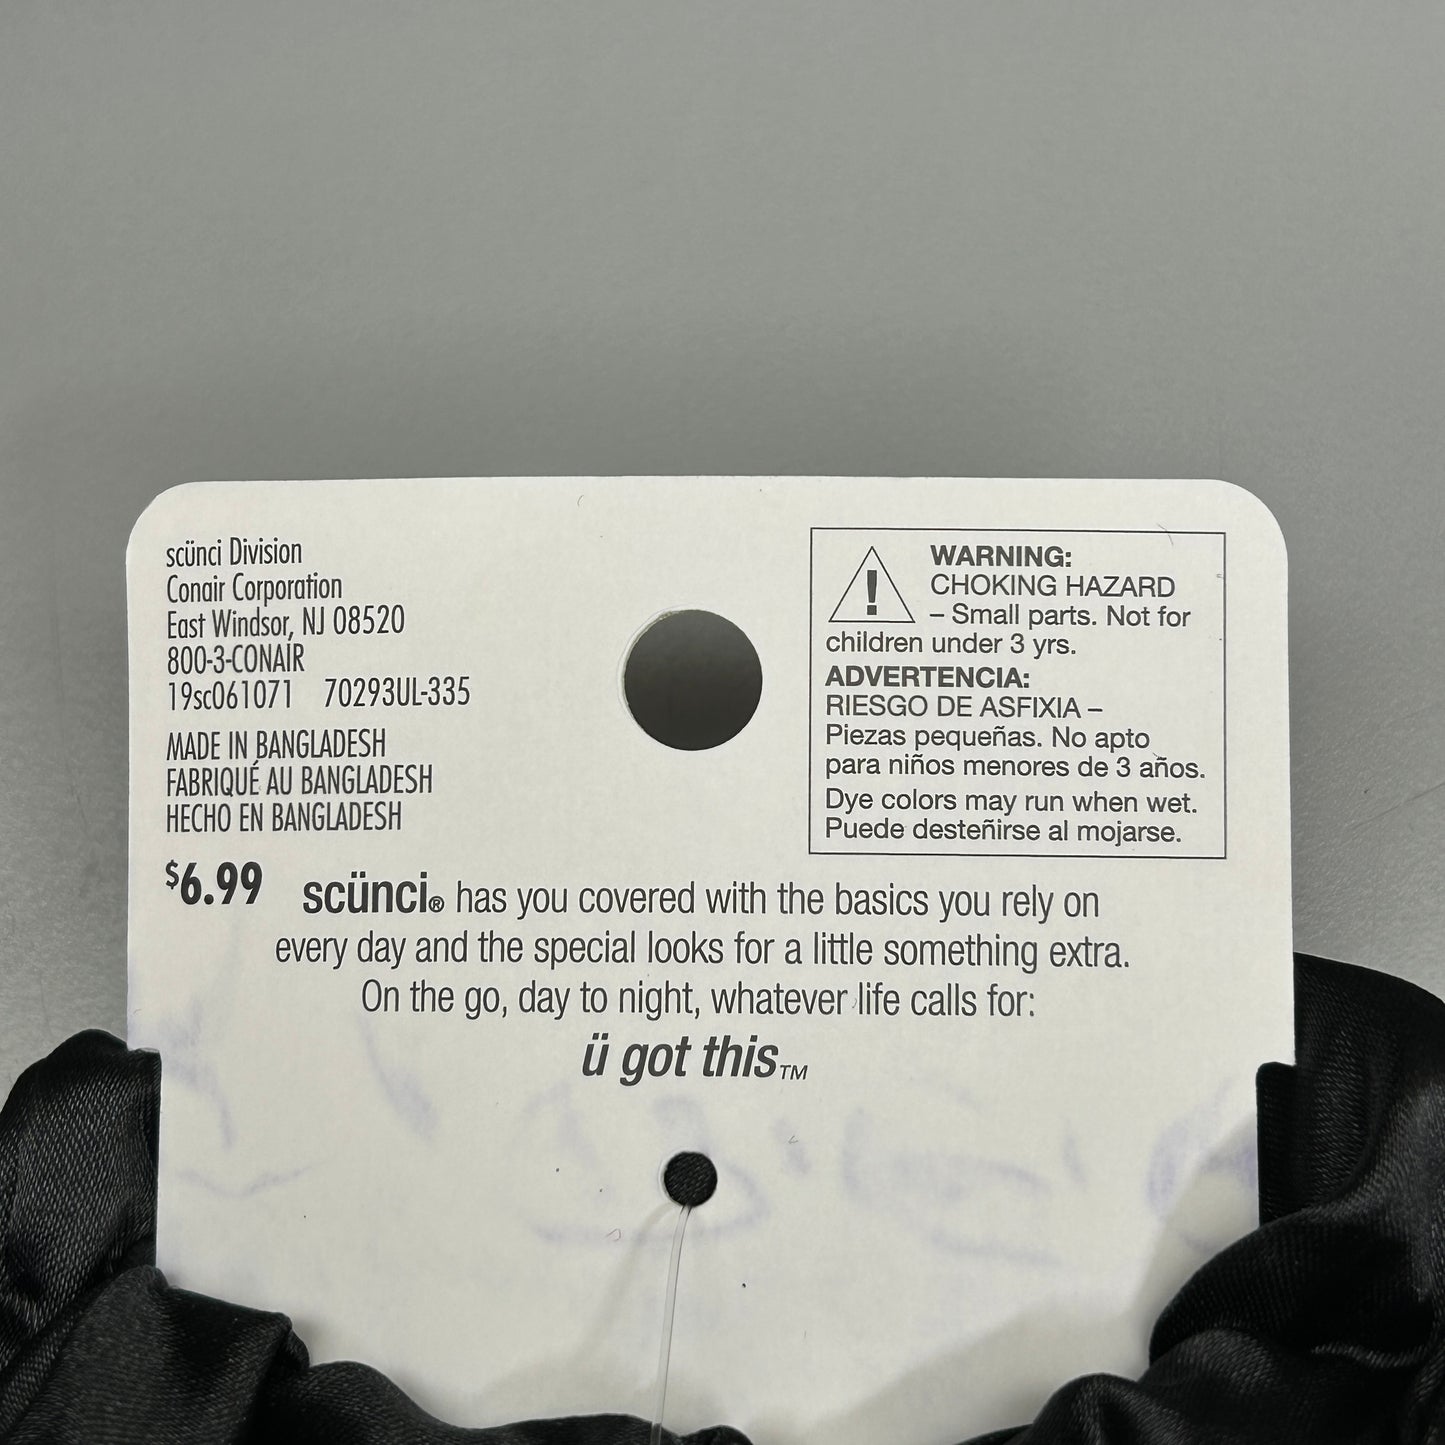 scünci Division
Conair Corporation
East Windsor, NJ 08520
800-3-CONAIR
19sc061071 70293UL-335
MADE IN BANGLADESH
FABRIQUÉ AU BANGLADESH
HECHO EN BANGLADESH
$6.99
WARNING:
CHOKING HAZARD
– Small parts. Not for
children under 3 yrs.
ADVERTENCIA:
RIESGO DE ASFIXIA –
Piezas pequeñas. No apto
para niños menores de 3 años.
Dye colors may run when wet.
Puede desteñirse al mojarse.
scünci® has you covered with the basics you rely on
every day and the special looks for a little something extra.
On the go, day to night, whatever life calls for:
ü got this™